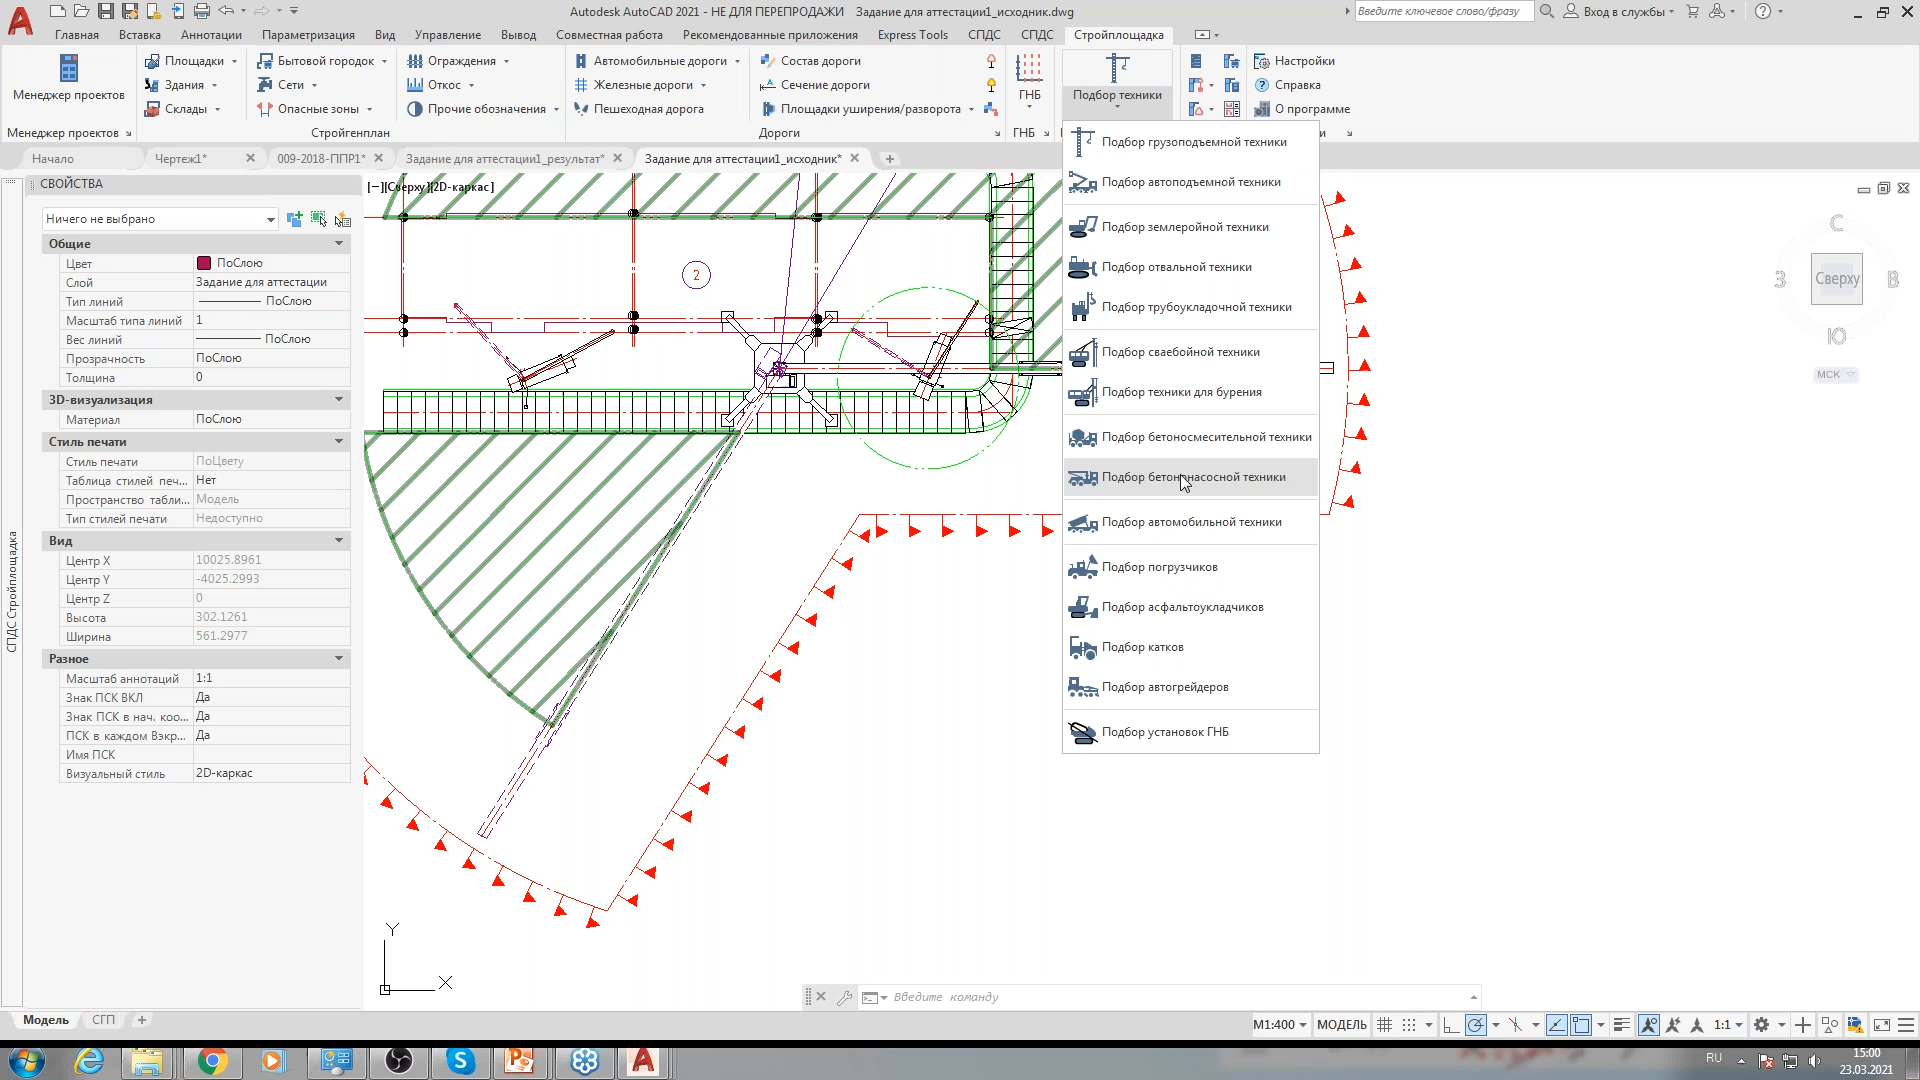 Autodesk AutoCAD 2021 - НЕ ДЛЯ ПЕРЕПРОДАЖИ Задание для аттестации1_исходник.dwg
Введите ключевое слово/фразу
Вход в службы
Главная Вставка Аннотации Параметризация Вид Управление Вывод Совместная работа Рекомендованные приложения Express Tools СПДС СПДС Стройплощадка
Менеджер проектов
Площадки
Здания
Склады
Бытовой городок
Сети
Опасные зоны
Ограждения
Откос
Прочие обозначения
Автомобильные дороги
Железные дороги
Пешеходная дорога
Состав дороги
Сечение дороги
Площадки уширения/разворота
ГНБ
Подбор техники
Настройки
Справка
О программе
Менеджер проектов Стройгенплан Дороги ГНБ и
Начало Чертеж1* 009-2018-ППР1* Задание для аттестации1_результат* Задание для аттестации1_исходник*
СВОЙСТВА
[−][Сверху][2D-каркас]
Ничего не выбрано
Общие
Цвет ПоСлою
Слой Задание для аттестации
Тип линий ПоСлою
Масштаб типа линий 1
Вес линий ПоСлою
Прозрачность ПоСлою
Толщина 0
3D-визуализация
Материал ПоСлою
Стиль печати
Стиль печати ПоЦвету
Таблица стилей печ... Нет
Пространство табли... Модель
Тип стилей печати Недоступно
Вид
Центр X 10025.8961
Центр Y -4025.2993
Центр Z 0
Высота 302.1261
Ширина 561.2977
Разное
Масштаб аннотаций 1:1
Знак ПСК ВКЛ Да
Знак ПСК в нач. коо... Да
ПСК в каждом Вэкр... Да
Имя ПСК
Визуальный стиль 2D-каркас
СПДС Стройплощадка
2
Подбор грузоподъемной техники
Подбор автоподъемной техники
Подбор землеройной техники
Подбор отвальной техники
Подбор трубоукладочной техники
Подбор сваебойной техники
Подбор техники для бурения
Подбор бетоносмесительной техники
Подбор бетононасосной техники
Подбор автомобильной техники
Подбор погрузчиков
Подбор асфальтоукладчиков
Подбор катков
Подбор автогрейдеров
Подбор установок ГНБ
С
З Сверху В
Ю
МСК
Y
X
Введите команду
Модель СГП
М1:400 МОДЕЛЬ 1:1
RU
15:00
23.03.2021